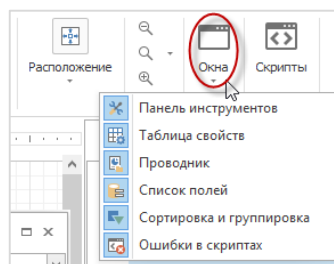 Расположение
Окна
Скрипты
Панель инструментов
Таблица свойств
Проводник
Список полей
Сортировка и группировка
Ошибки в скриптах